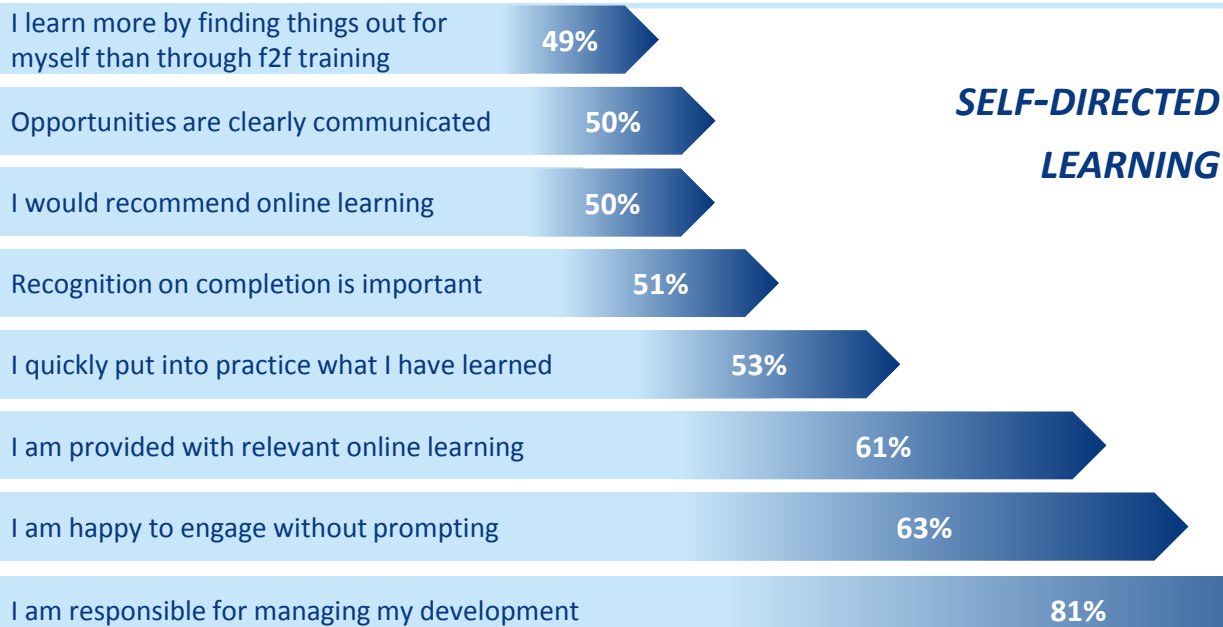 I learn more by finding things out for
myself than through f2f training
49%
SELF-DIRECTED
LEARNING
Opportunities are clearly communicated
50%
I would recommend online learning
50%
Recognition on completion is important
51%
I quickly put into practice what I have learned
53%
I am provided with relevant online learning
61%
I am happy to engage without prompting
63%
I am responsible for managing my development
81%